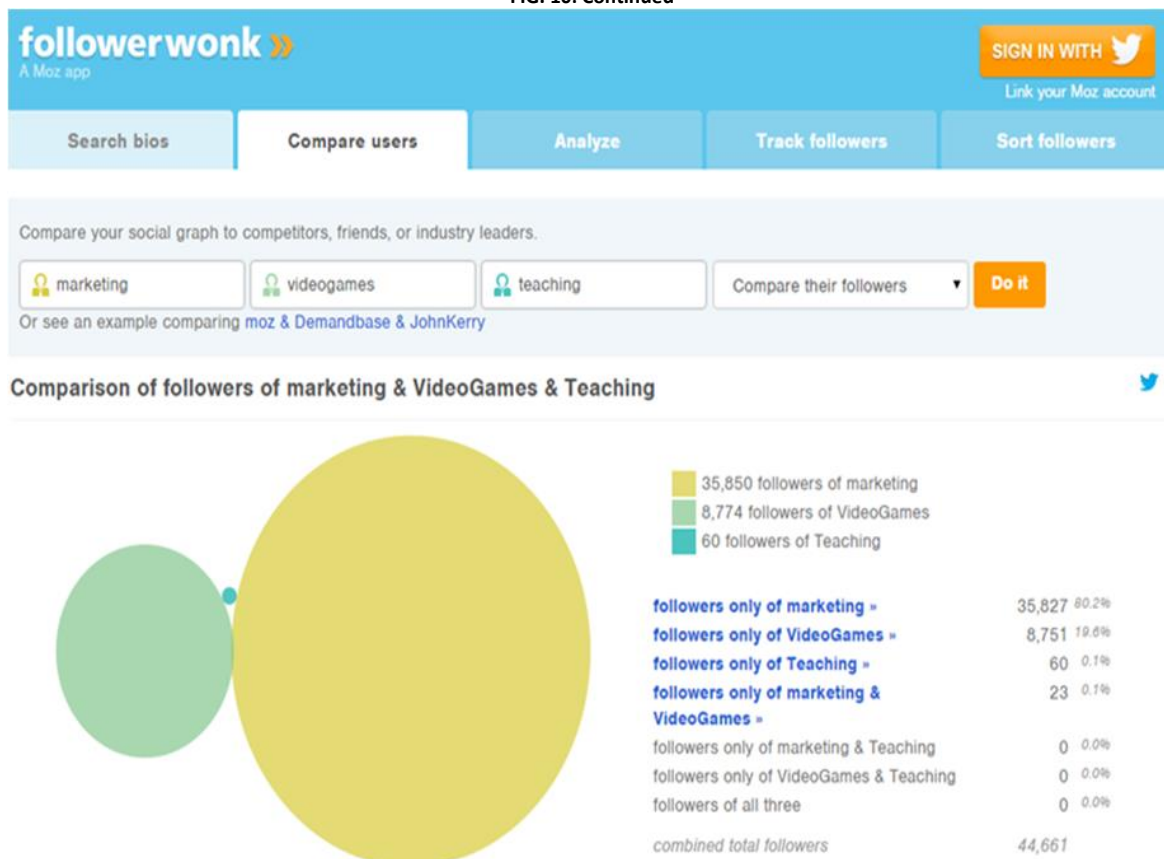 FIG. 10. Continued
followerwonk »
A Moz app
SIGN IN WITH
Link your Moz account
Search bios
Compare users
Analyze
Track followers
Sort followers
Compare your social graph to competitors, friends, or industry leaders.
marketing
videogames
teaching
Compare their followers
Do it
Or see an example comparing moz & Demandbase & JohnKerry
Comparison of followers of marketing & VideoGames & Teaching
35,850 followers of marketing
8,774 followers of VideoGames
60 followers of Teaching
followers only of marketing » 35,827 80.2%
followers only of VideoGames » 8,751 19.6%
followers only of Teaching » 60 0.1%
followers only of marketing & 23 0.1%
VideoGames »
followers only of marketing & Teaching 0 0.0%
followers only of VideoGames & Teaching 0 0.0%
followers of all three 0 0.0%
combined total followers 44,661